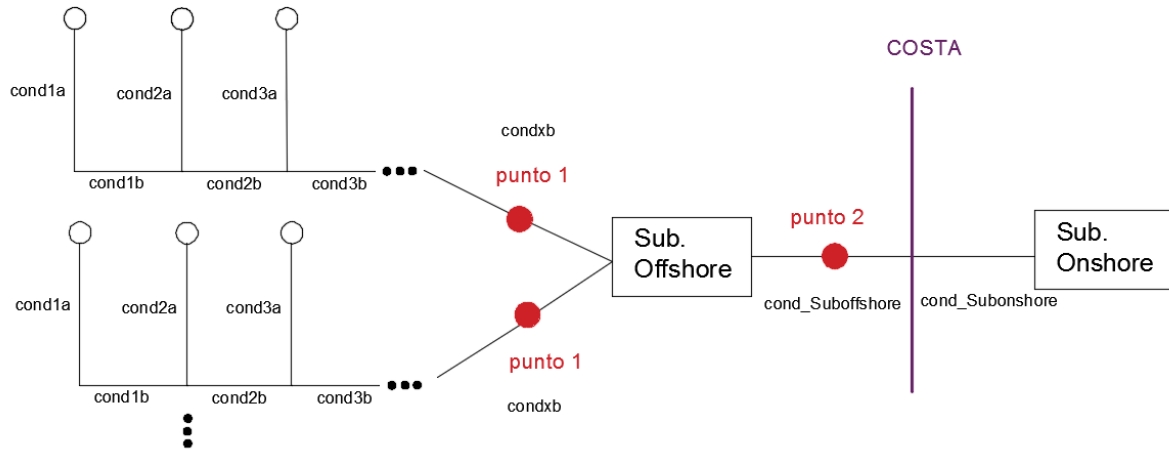 COSTA
cond1a
cond2a
cond3a
condxb
punto 1
cond1b
cond2b
cond3b
punto 2
Sub.
Offshore
Sub.
Onshore
cond1a
cond2a
cond3a
cond_Suboffshore
cond_Subonshore
punto 1
cond1b
cond2b
cond3b
condxb